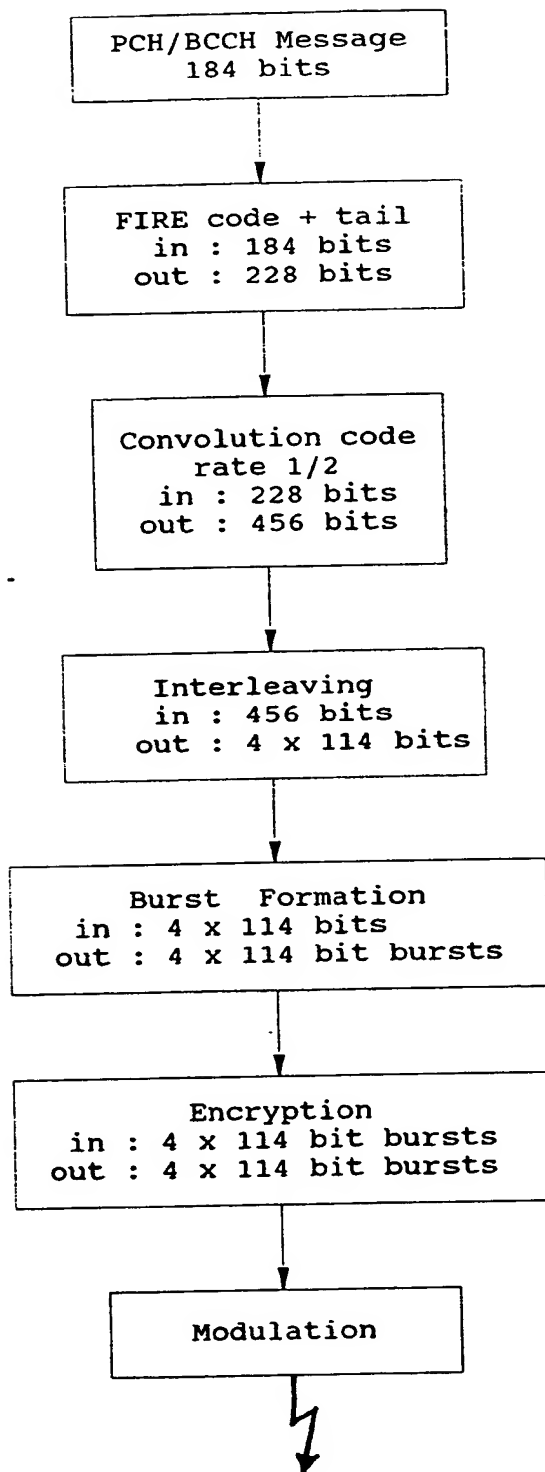 PCH/BCCH Message
184 bits
FIRE code + tail
in : 184 bits
out : 228 bits
Convolution code
rate 1/2
in : 228 bits
out : 456 bits
Interleaving
in : 456 bits
out : 4 x 114 bits
Burst Formation
in : 4 x 114 bits
out : 4 x 114 bit bursts
Encryption
in : 4 x 114 bit bursts
out : 4 x 114 bit bursts
Modulation